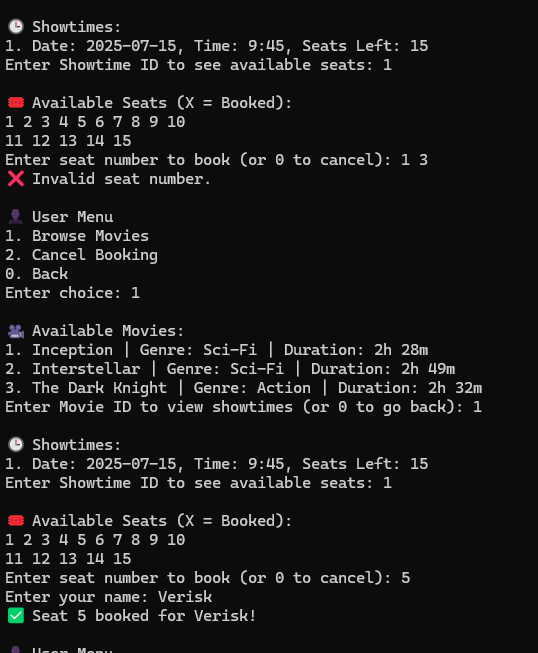 🕒 Showtimes:
1. Date: 2025-07-15, Time: 9:45, Seats Left: 15
Enter Showtime ID to see available seats: 1
🎟 Available Seats (X = Booked):
1 2 3 4 5 6 7 8 9 10
11 12 13 14 15
Enter seat number to book (or 0 to cancel): 1 3
❌ Invalid seat number.
👤 User Menu
1. Browse Movies
2. Cancel Booking
0. Back
Enter choice: 1
🎥 Available Movies:
1. Inception | Genre: Sci-Fi | Duration: 2h 28m
2. Interstellar | Genre: Sci-Fi | Duration: 2h 49m
3. The Dark Knight | Genre: Action | Duration: 2h 32m
Enter Movie ID to view showtimes (or 0 to go back): 1
🕒 Showtimes:
1. Date: 2025-07-15, Time: 9:45, Seats Left: 15
Enter Showtime ID to see available seats: 1
🎟 Available Seats (X = Booked):
1 2 3 4 5 6 7 8 9 10
11 12 13 14 15
Enter seat number to book (or 0 to cancel): 5
Enter your name: Verisk
✅ Seat 5 booked for Verisk!
👤 User Menu